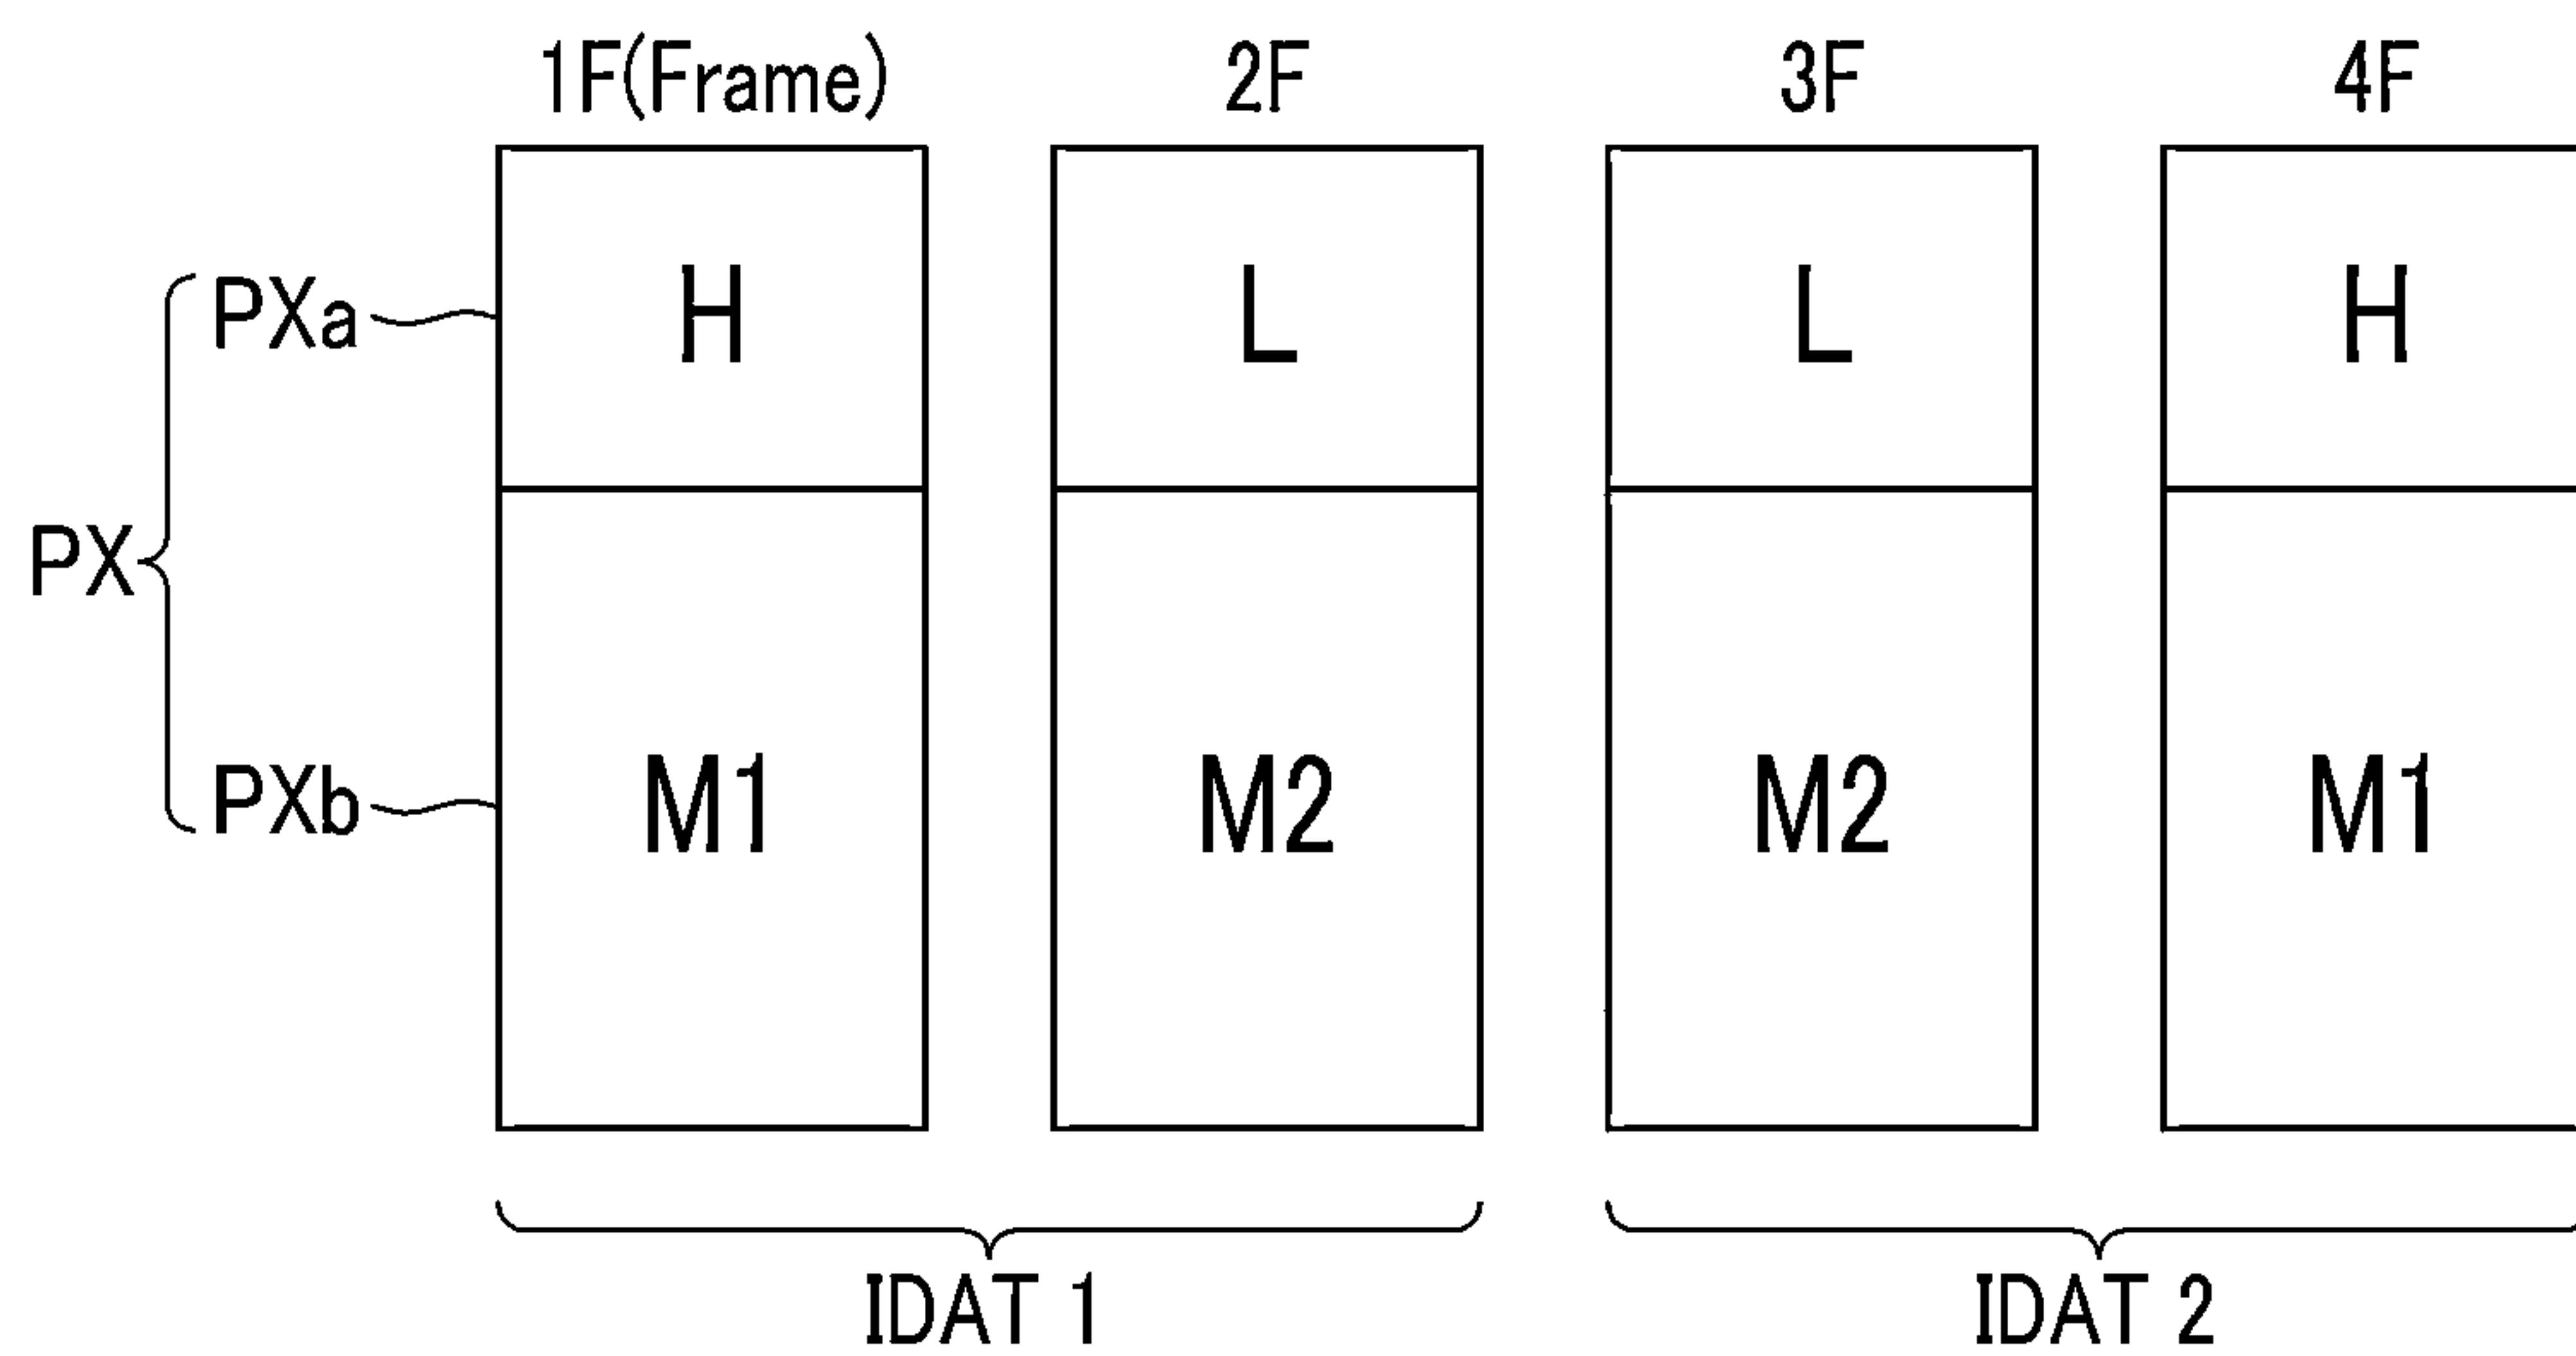 1F(Frame) 2F 3F 4F
PXa H L L H
PX
PXb M1 M2 M2 M1
IDAT 1 IDAT 2